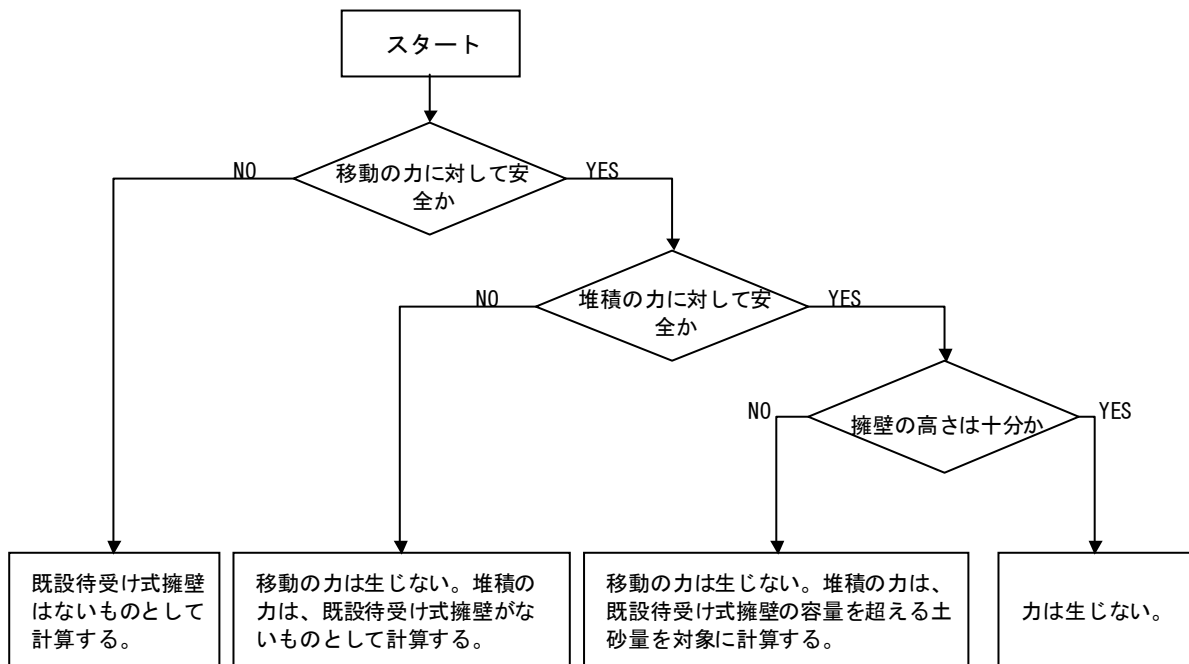 スタート
移動の力に対して安
全か
NO
YES
堆積の力に対して安
全か
NO
YES
擁壁の高さは十分か
NO
YES
既設待受け式擁壁
はないものとして
計算する。
移動の力は生じない。堆積の
力は、既設待受け式擁壁がな
いものとして計算する。
移動の力は生じない。堆積の力は、
既設待受け式擁壁の容量を超える土
砂量を対象に計算する。
力は生じない。